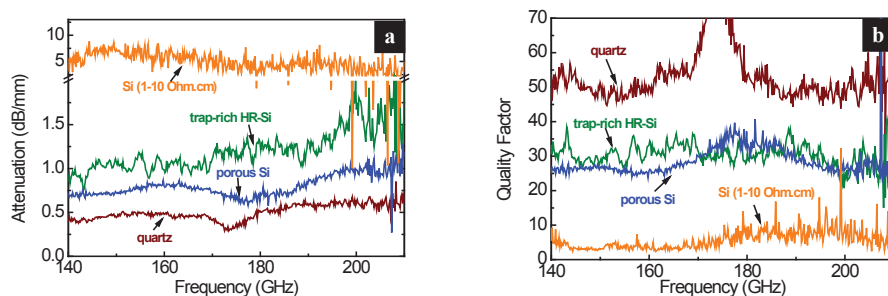 a
Attenuation (dB/mm)
10
5
1.5
1.0
0.5
0.0
Si (1-10 Ohm.cm)
trap-rich HR-Si
porous Si
quartz
140 160 180 200
Frequency (GHz)
b
Quality Factor
70
60
50
40
30
20
10
0
quartz
trap-rich HR-Si
porous Si
Si (1-10 Ohm.cm)
140 160 180 200
Frequency (GHz)